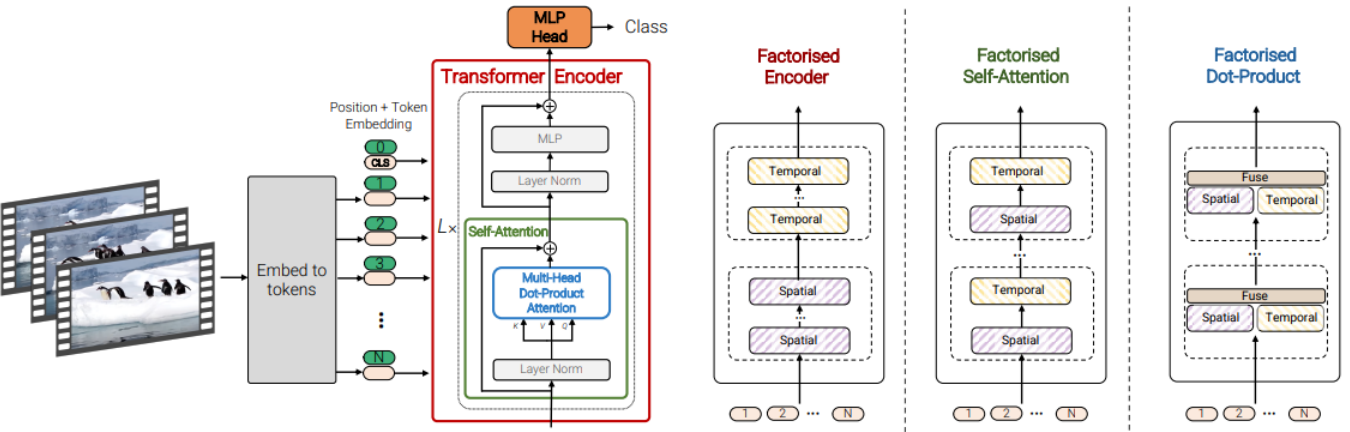 MLP
Head
Class
Transformer Encoder
Position + Token
Embedding
0
CLS
1
2
3
N
Embed to
tokens
L×
MLP
Layer Norm
Self-Attention
Multi-Head
Dot-Product
Attention
K V Q
Layer Norm
Factorised
Encoder
Temporal
...
Temporal
Spatial
...
Spatial
1 2 ... N
Factorised
Self-Attention
Temporal
Spatial
...
Temporal
Spatial
1 2 ... N
Factorised
Dot-Product
Fuse
Spatial Temporal
...
Fuse
Spatial Temporal
1 2 ... N